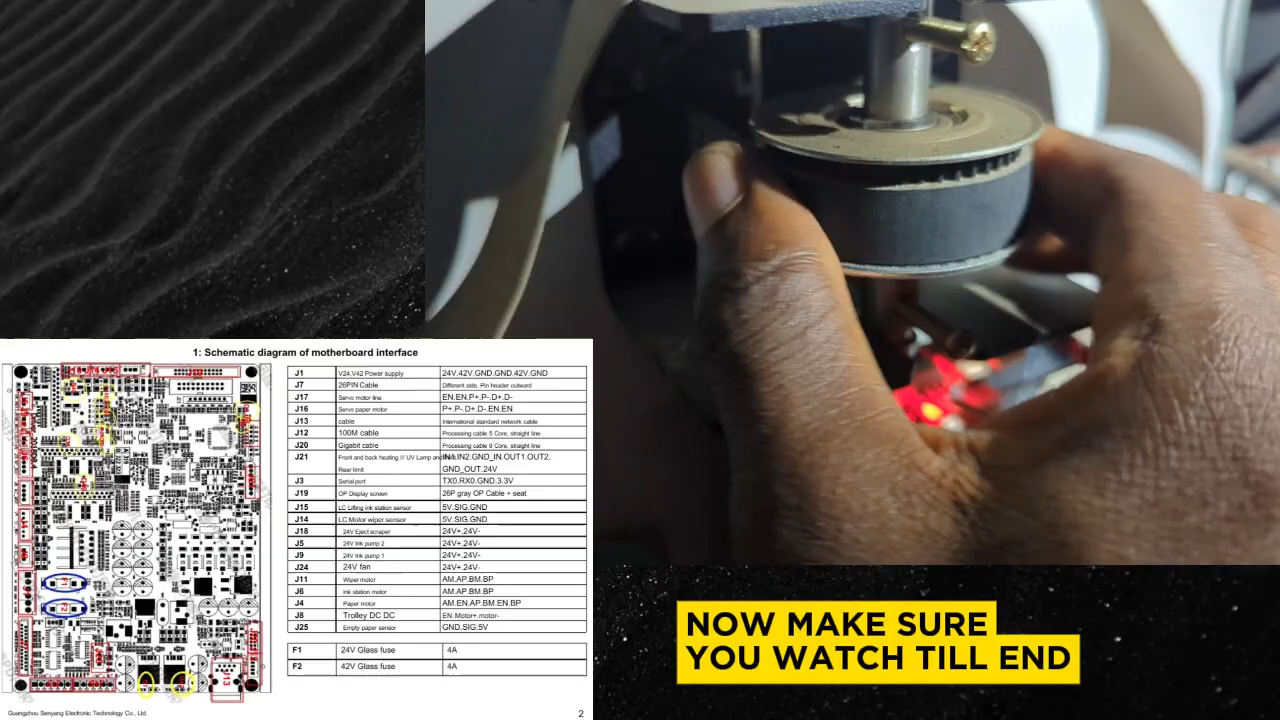 1: Schematic diagram of motherboard interface
J1 V24,V42 Power supply 24V.42V.GND.GND.42V.GND
J7 26PIN Cable Different side, Pin header outward
J17 Servo motor line EN.EN.P+.P-.D+.D-
J16 Servo paper motor P+.P-.D+.D-.EN.EN
J13 cable International standard network cable
J12 100M cable Processing cable 5 Core, straight line
J20 Gigabit cable Processing cable 8 Core, straight line
J21 Front and back heating /// UV Lamp and IN1.IN2.GND_IN.OUT1.OUT2.
Rear limit GND_OUT.24V
J3 Serial port TX0.RX0.GND.3.3V
J19 OP Display screen 26P gray OP Cable + seat
J15 LC Lifting ink station sensor 5V.SIG.GND
J14 LC Motor wiper sensor 5V.SIG.GND
J18 24V Eject scraper 24V+.24V-
J5 24V Ink pump 2 24V+.24V-
J9 24V Ink pump 1 24V+.24V-
J24 24V fan 24V+.24V-
J11 Wiper motor AM.AP.BM.BP
J6 Ink station motor AM.AP.BM.BP
J4 Paper motor AM.EN.AP.BM.EN.BP
J8 Trolley DC DC EN.Motor+.motor-
J25 Empty paper sensor GND.SIG.5V
F1 24V Glass fuse 4A
F2 42V Glass fuse 4A
Guangzhou Senyang Electronic Technology Co., Ltd.
2
NOW MAKE SURE
YOU WATCH TILL END